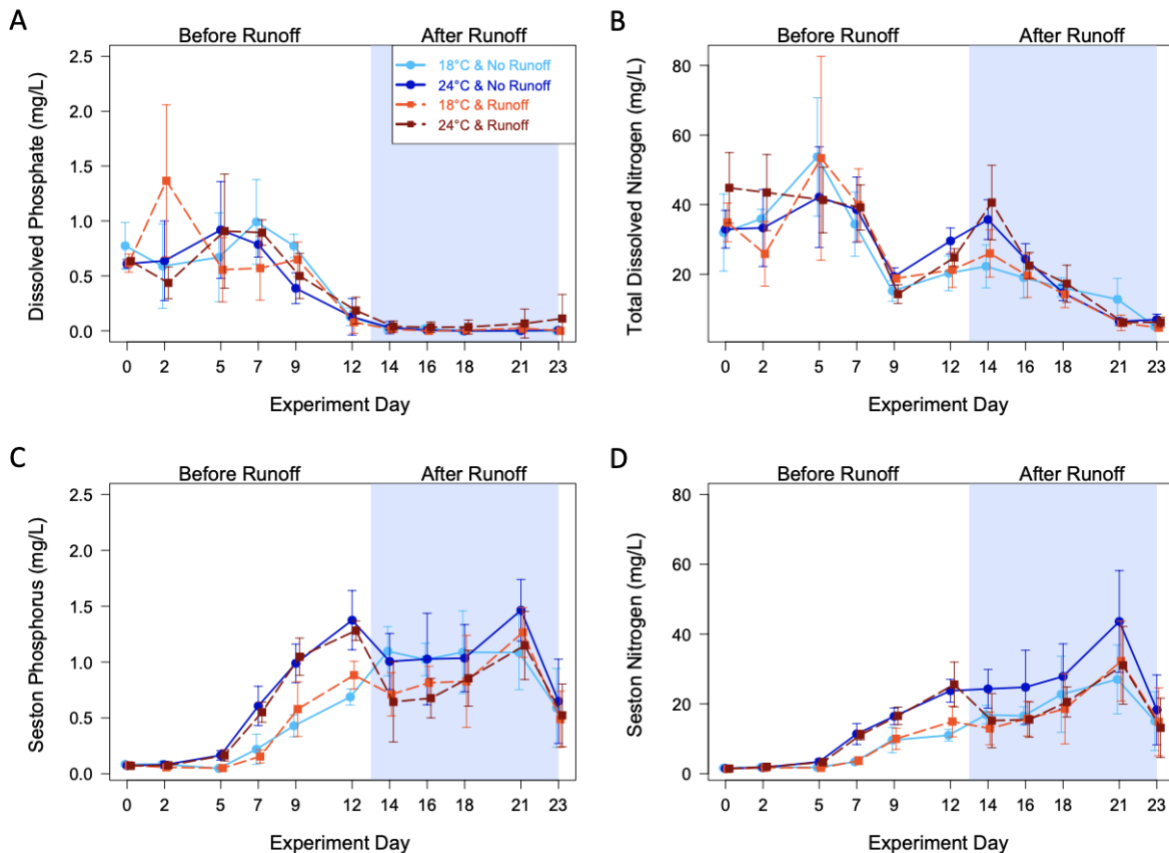 A
Before Runoff After Runoff
2.5
2.0
1.5
1.0
0.5
0.0
Dissolved Phosphate (mg/L)
18°C & No Runoff
24°C & No Runoff
18°C & Runoff
24°C & Runoff
0 2 5 7 9 12 14 16 18 21 23
Experiment Day
B
Before Runoff After Runoff
80
60
40
20
Total Dissolved Nitrogen (mg/L)
0 2 5 7 9 12 14 16 18 21 23
Experiment Day
C
Before Runoff After Runoff
2.5
2.0
1.5
1.0
0.5
0.0
Seston Phosphorus (mg/L)
0 2 5 7 9 12 14 16 18 21 23
Experiment Day
D
Before Runoff After Runoff
80
60
40
20
0
Seston Nitrogen (mg/L)
0 2 5 7 9 12 14 16 18 21 23
Experiment Day